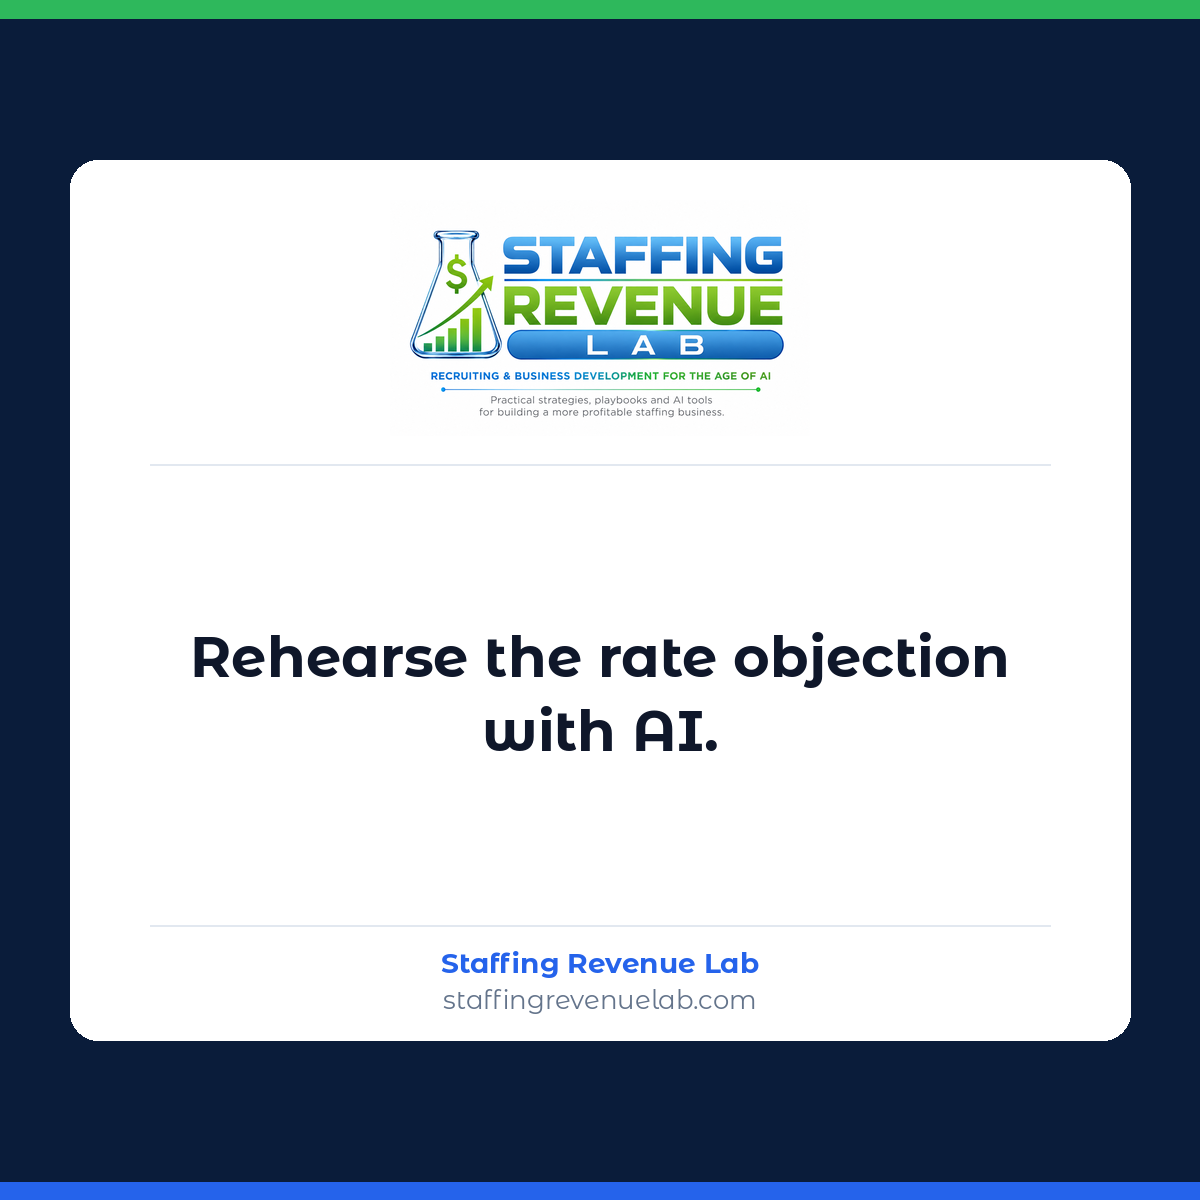 $
STAFFING
REVENUE
LAB
RECRUITING & BUSINESS DEVELOPMENT FOR THE AGE OF AI
Practical strategies, playbooks and AI tools
for building a more profitable staffing business.
Rehearse the rate objection
with AI.
Staffing Revenue Lab
staffingrevenuelab.com